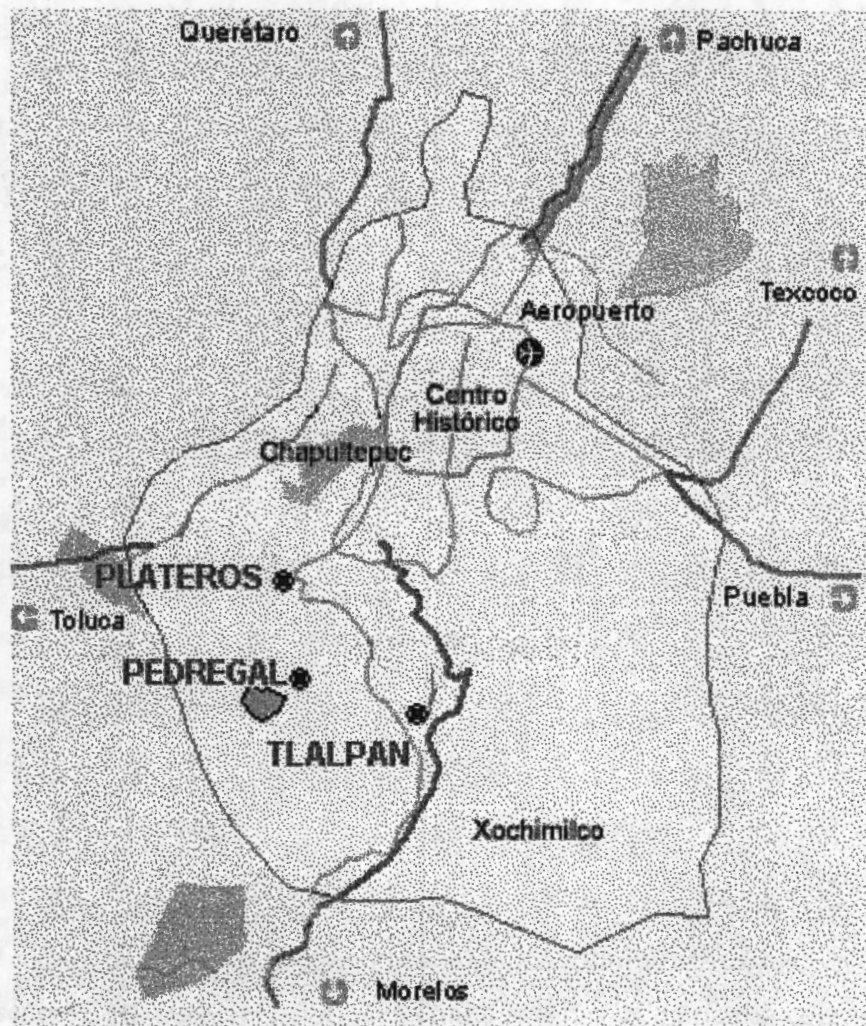 Querétaro
Pachuca
Texcoco
Aeropuerto
Centro
Histórico
Chapultepec
PLATEROS
Puebla
Toluca
PEDREGAL
TLALPAN
Xochimilco
Morelos